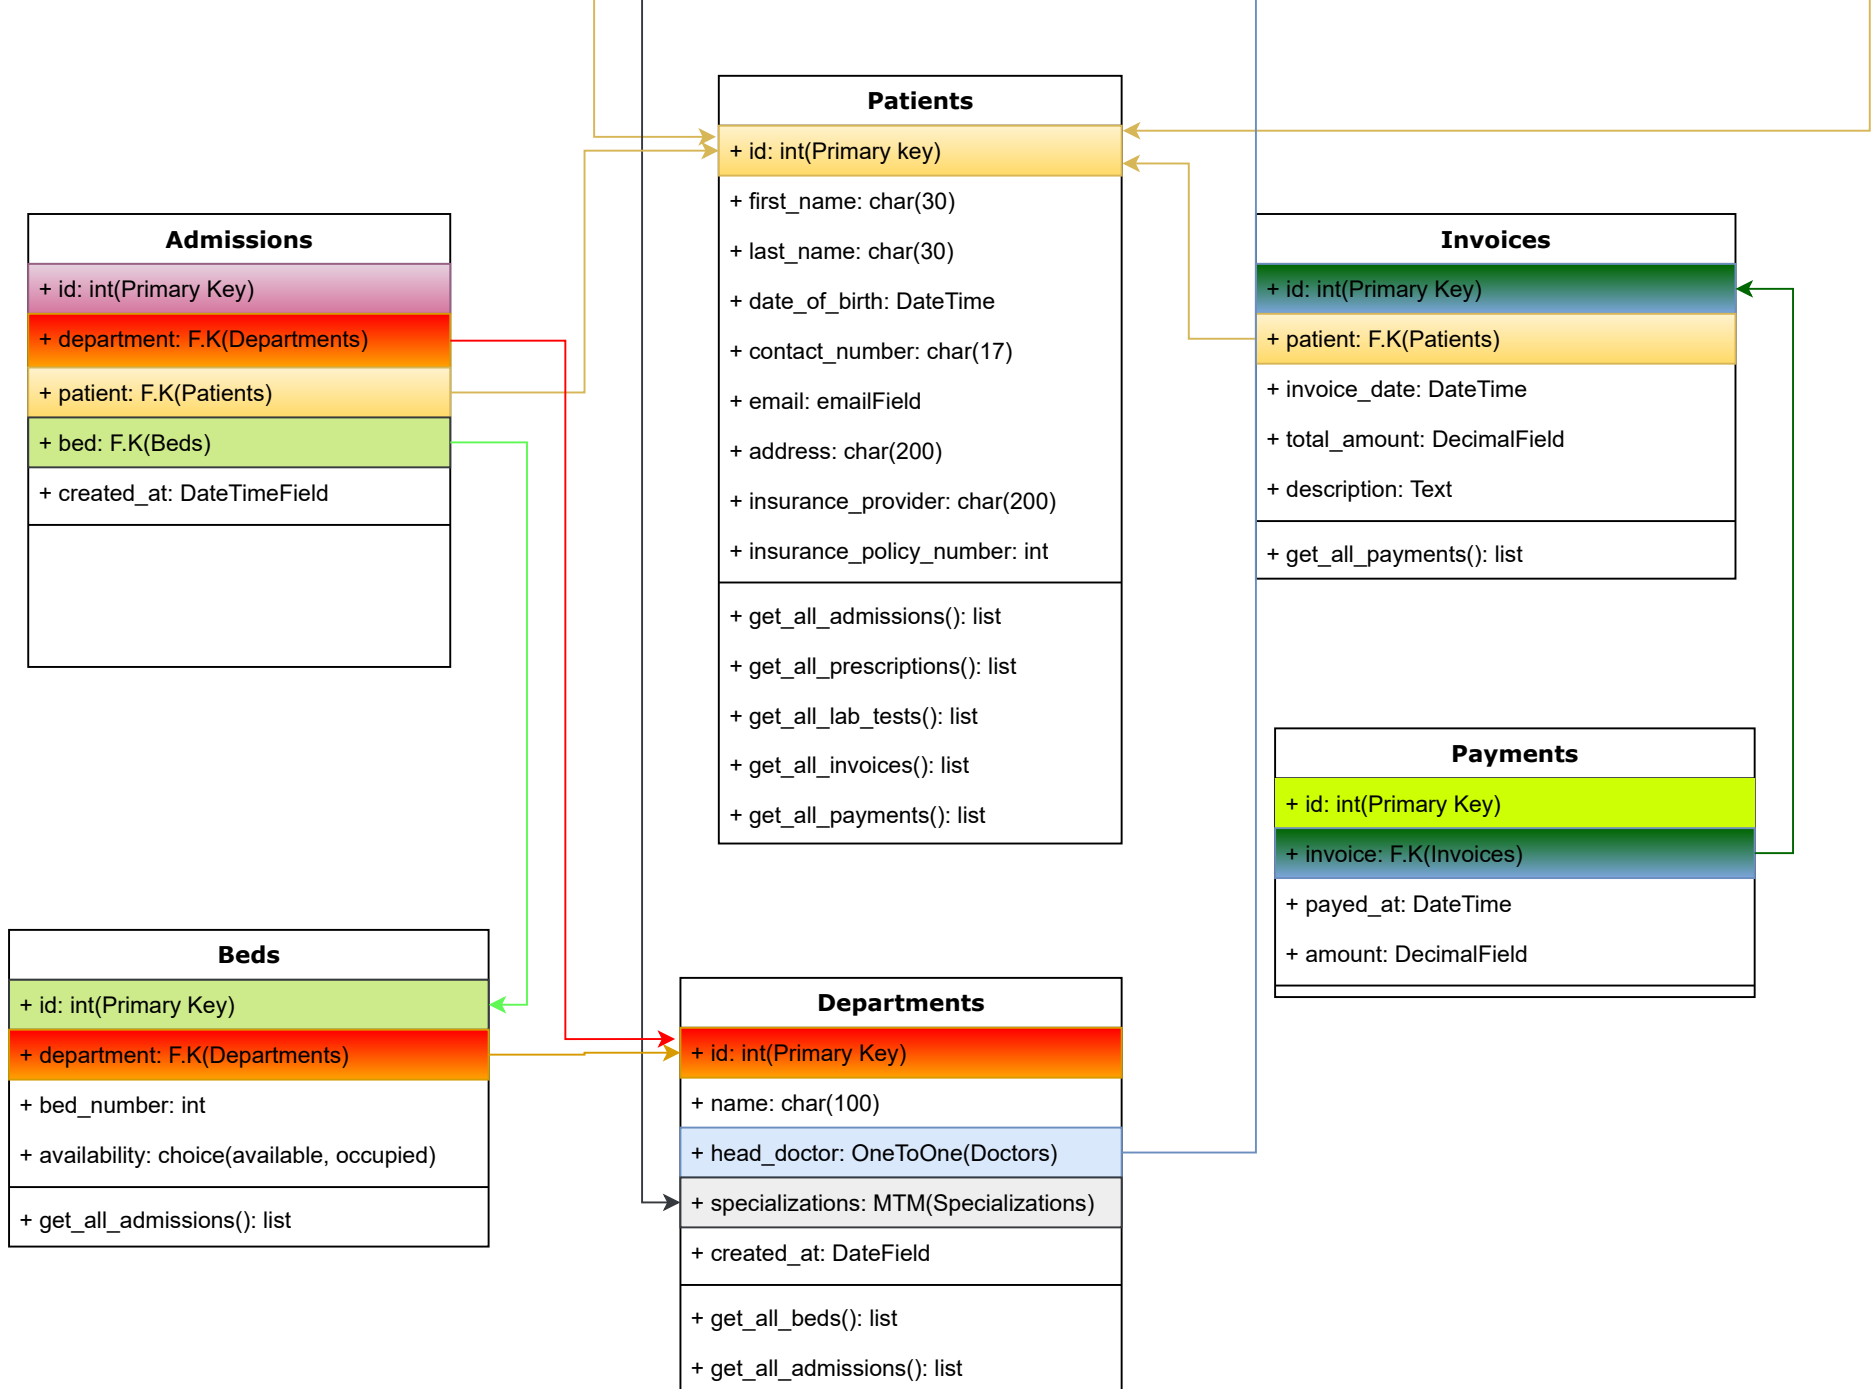 Patients
+ id: int(Primary key)
+ first_name: char(30)
+ last_name: char(30)
+ date_of_birth: DateTime
+ contact_number: char(17)
+ email: emailField
+ address: char(200)
+ insurance_provider: char(200)
+ insurance_policy_number: int
+ get_all_admissions(): list
+ get_all_prescriptions(): list
+ get_all_lab_tests(): list
+ get_all_invoices(): list
+ get_all_payments(): list
Admissions
+ id: int(Primary Key)
+ department: F.K(Departments)
+ patient: F.K(Patients)
+ bed: F.K(Beds)
+ created_at: DateTimeField
Invoices
+ id: int(Primary Key)
+ patient: F.K(Patients)
+ invoice_date: DateTime
+ total_amount: DecimalField
+ description: Text
+ get_all_payments(): list
Payments
+ id: int(Primary Key)
+ invoice: F.K(Invoices)
+ payed_at: DateTime
+ amount: DecimalField
Beds
+ id: int(Primary Key)
+ department: F.K(Departments)
+ bed_number: int
+ availability: choice(available, occupied)
+ get_all_admissions(): list
Departments
+ id: int(Primary Key)
+ name: char(100)
+ head_doctor: OneToOne(Doctors)
+ specializations: MTM(Specializations)
+ created_at: DateField
+ get_all_beds(): list
+ get_all_admissions(): list